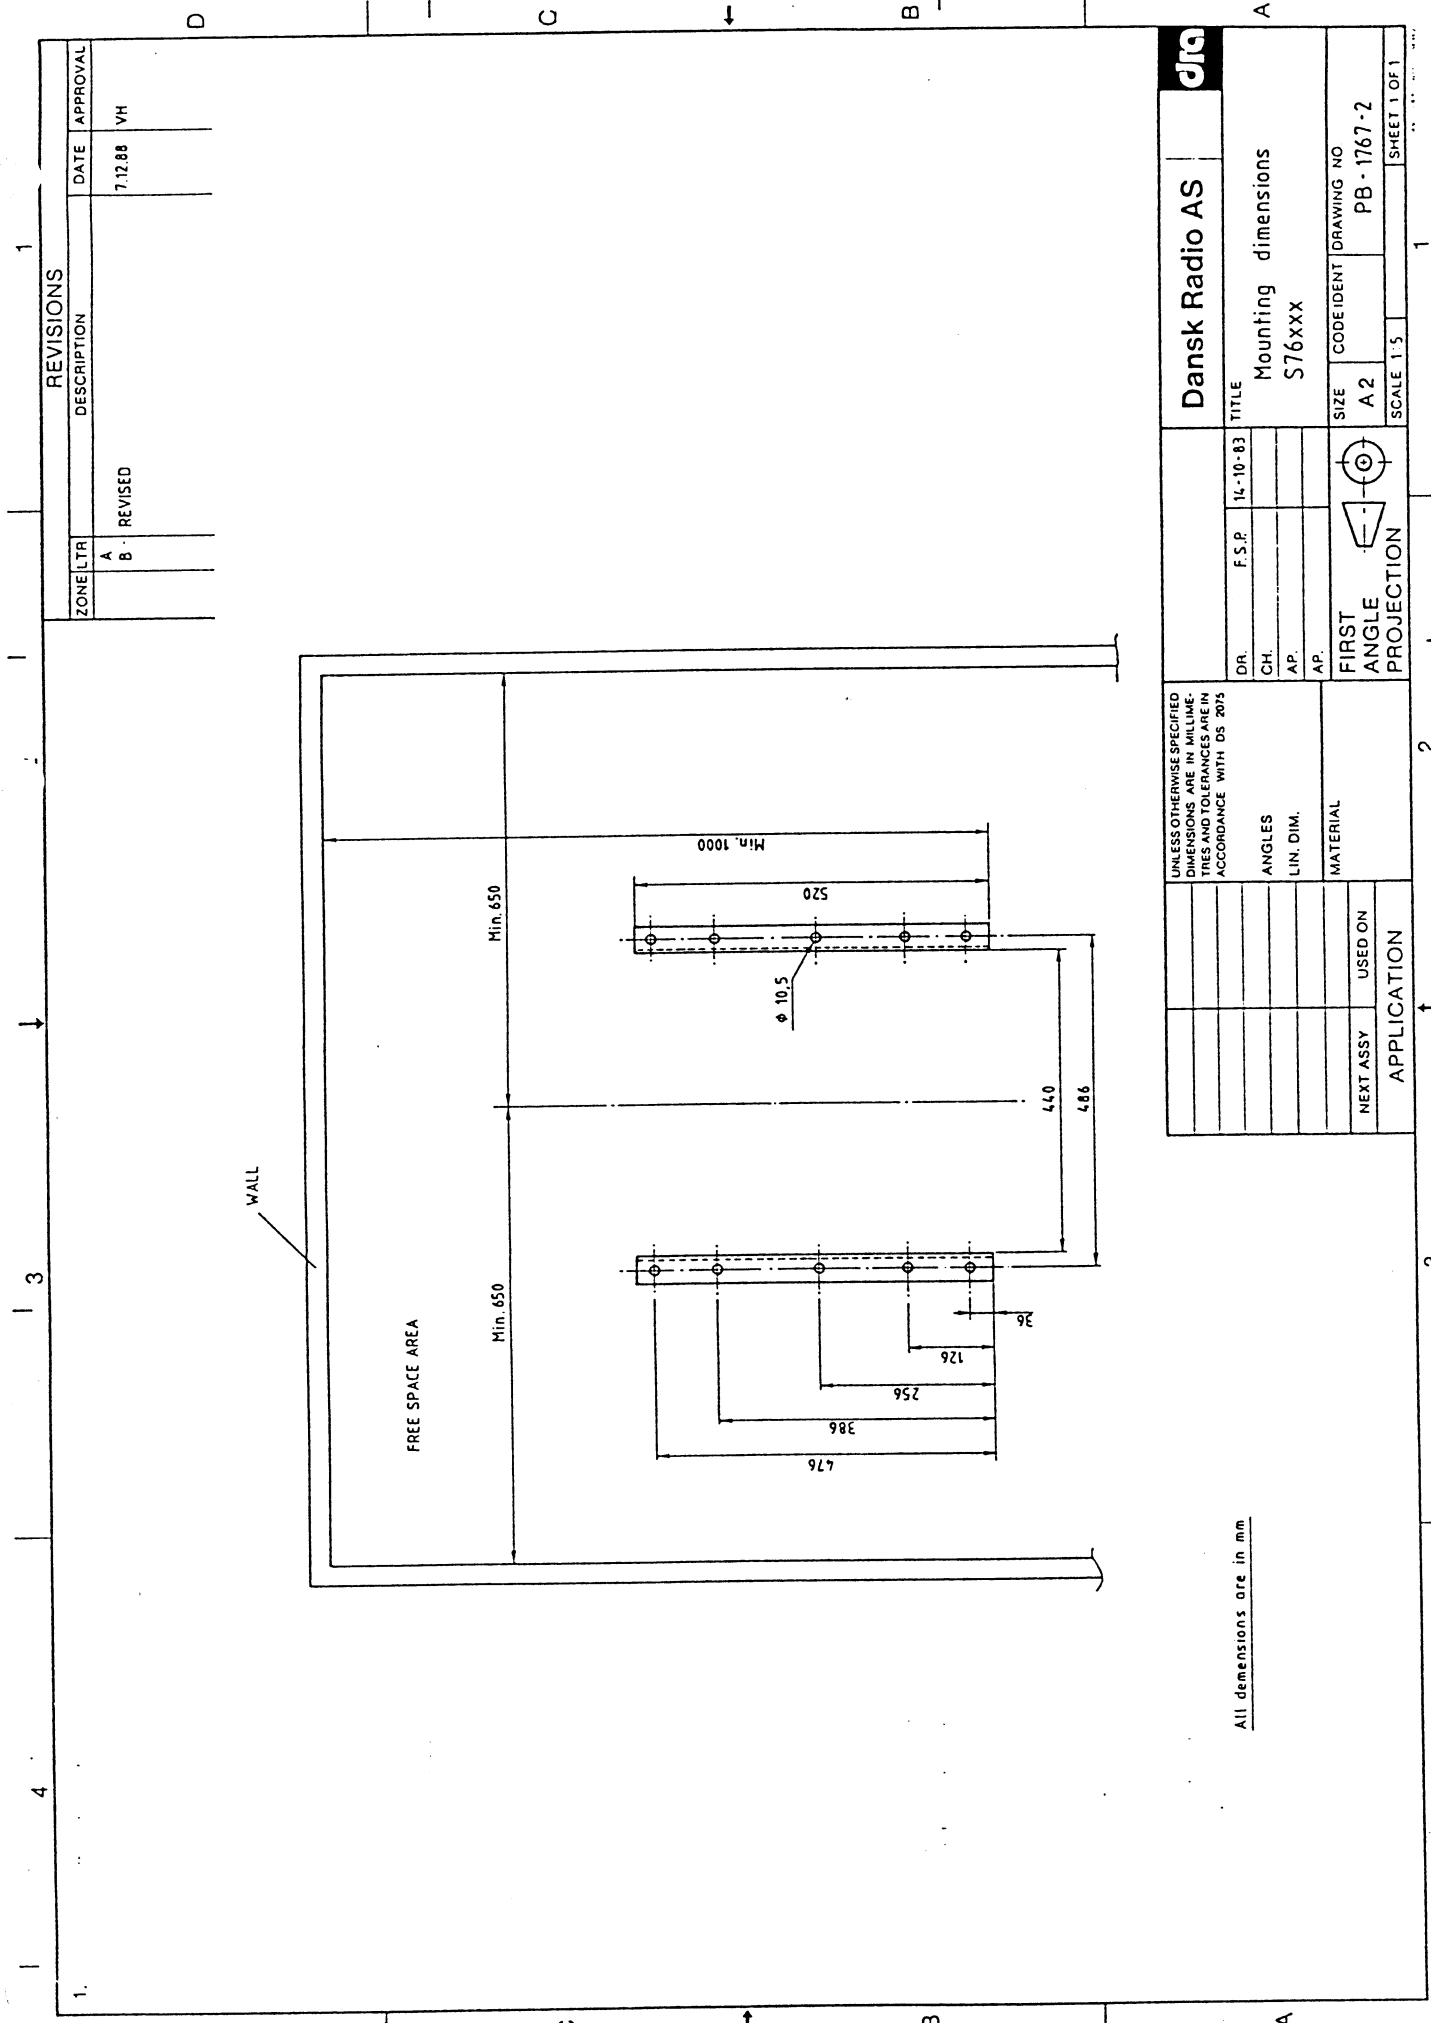 D
C
B
A
4
3
2
1
REVISIONS
ZONE LTR DESCRIPTION DATE APPROVAL
A
B · REVISED 7.12.88 VH
1.
WALL
FREE SPACE AREA
Min. 650
Min. 650
Min. 1000
520
φ 10,5
476
386
256
126
36
440
486
All demensions are in mm
NEXT ASSY USED ON
APPLICATION
UNLESS OTHERWISE SPECIFIED
DIMENSIONS ARE IN MILLIME-
TRES AND TOLERANCES ARE IN
ACCORDANCE WITH DS 2075
ANGLES
LIN. DIM.
MATERIAL
DR. F.S.P. 14-10-83
CH.
AP.
AP.
FIRST
ANGLE
PROJECTION
Dansk Radio AS
dra
TITLE
Mounting dimensions
S76xxx
SIZE
A2
CODE IDENT
DRAWING NO
PB - 1767-2
SCALE 1:5
SHEET 1 OF 1
B
A
2
1